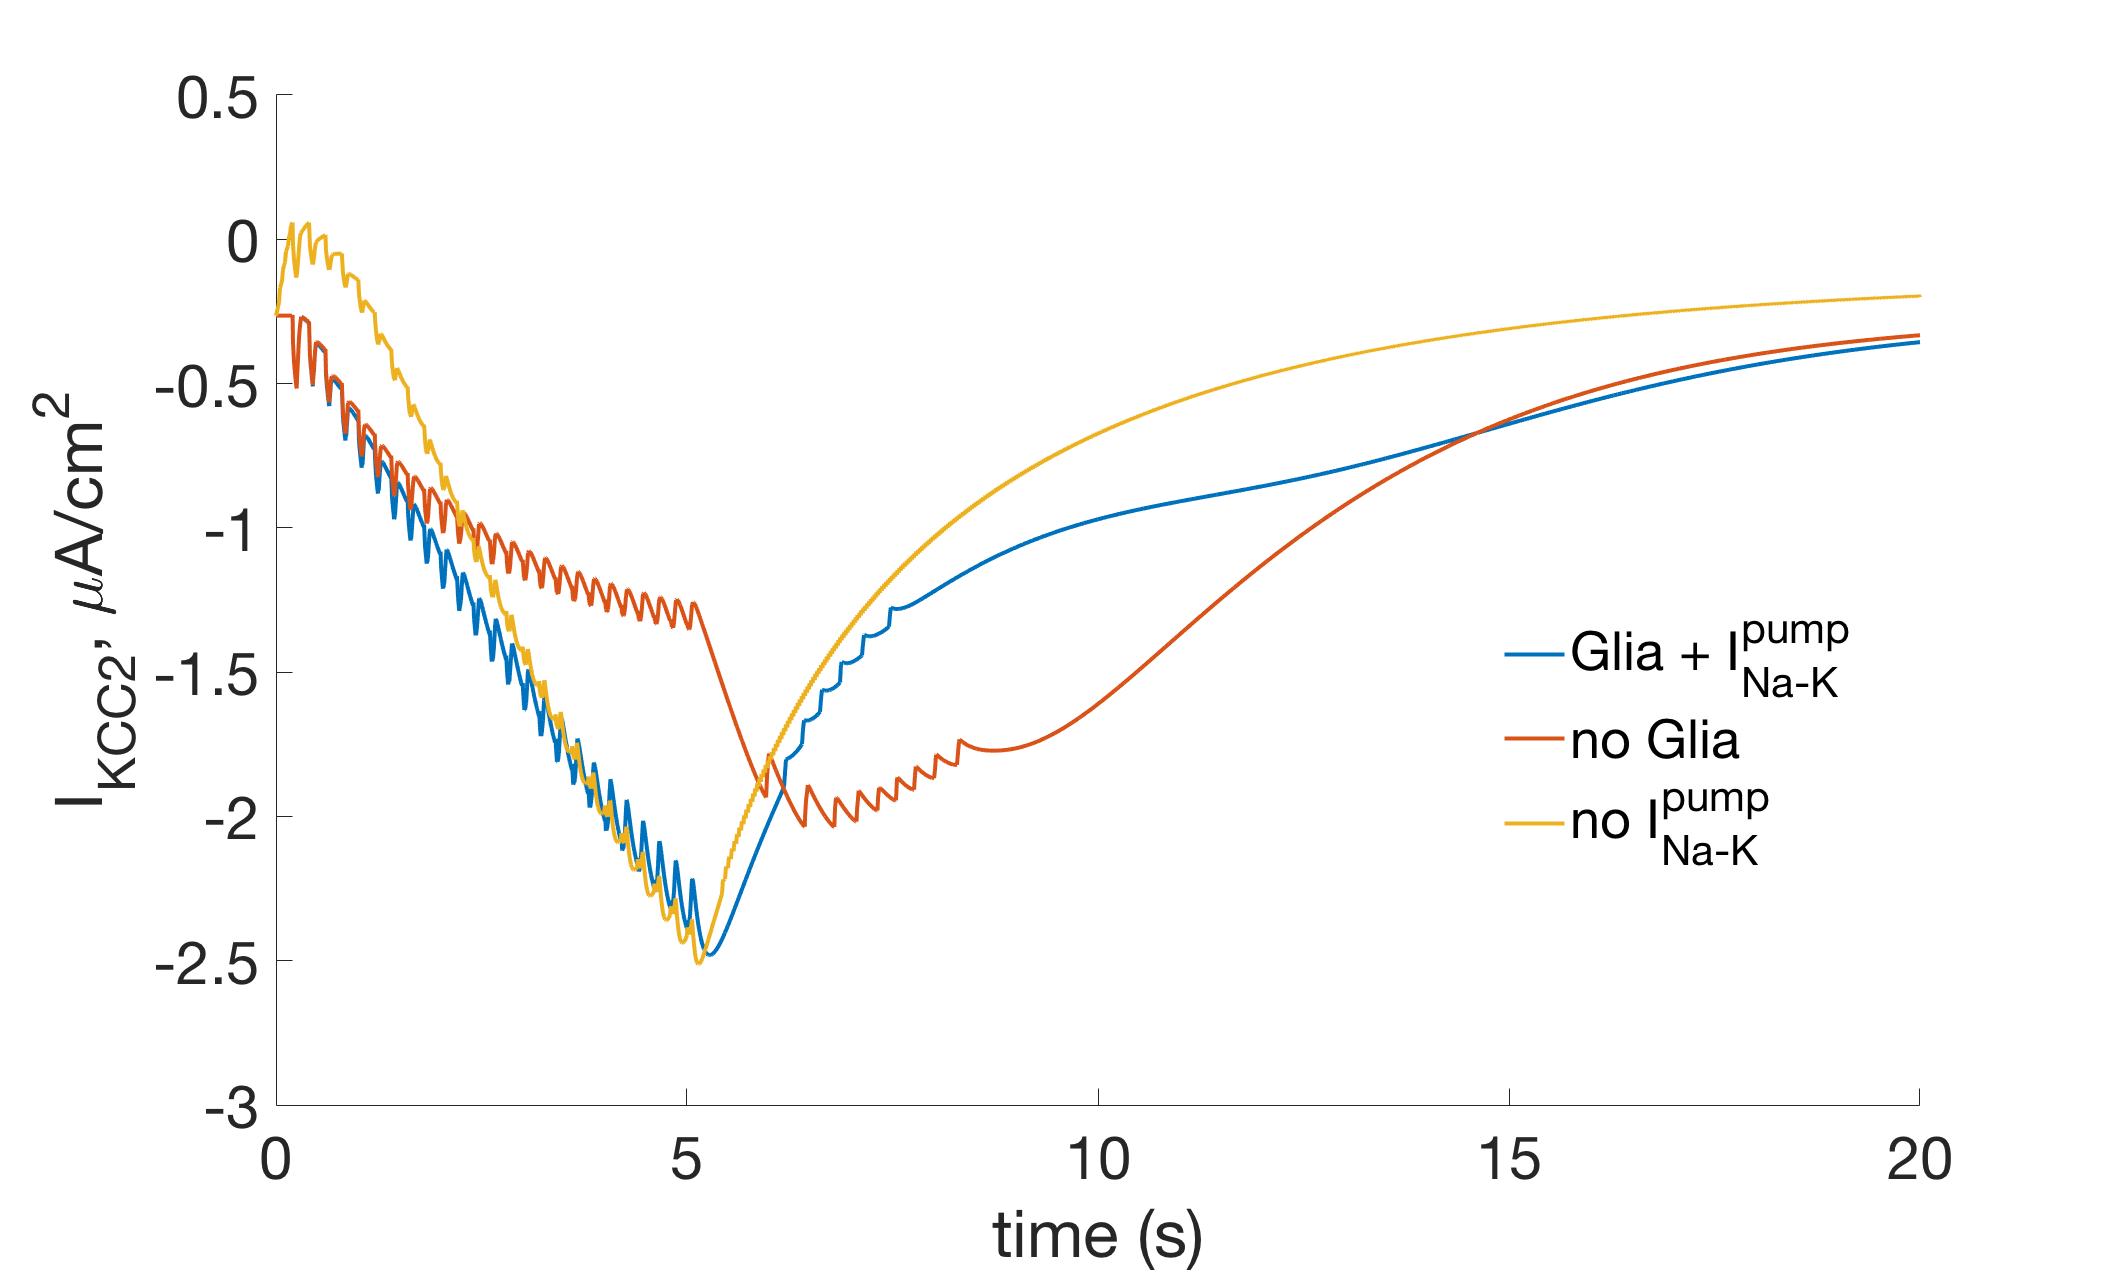 0.5
0
-0.5
-1
-1.5
-2
-2.5
-3
I_KCC2, μA/cm^2
0 5 10 15 20
time (s)
Glia + I^pump_Na-K
no Glia
no I^pump_Na-K